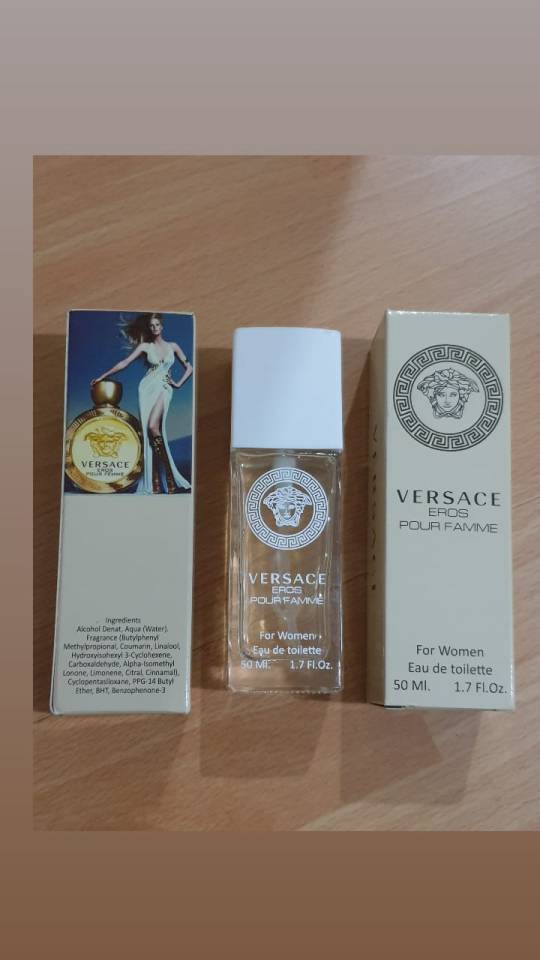 VERSACE
EROS
POUR FEMME
Ingredients
Alcohol Denat, Aqua (Water),
Fragrance (Butylphenyl
Methylpropional, Coumarin, Linalool,
Hydroxyisohexyl 3-Cyclohexene,
Carboxaldehyde, Alpha-Isomethyl
Lonone, Limonene, Citral, Cinnamal),
Cyclopentasiloxane, PPG-14 Butyl
Ether, BHT, Benzophenone-3
VERSACE
EROS
POUR FAMME
For Women
Eau de toilette
50 Ml. 1.7 Fl.Oz.
VERSACE
EROS
POUR FAMME
For Women
Eau de toilette
50 Ml. 1.7 Fl.Oz.